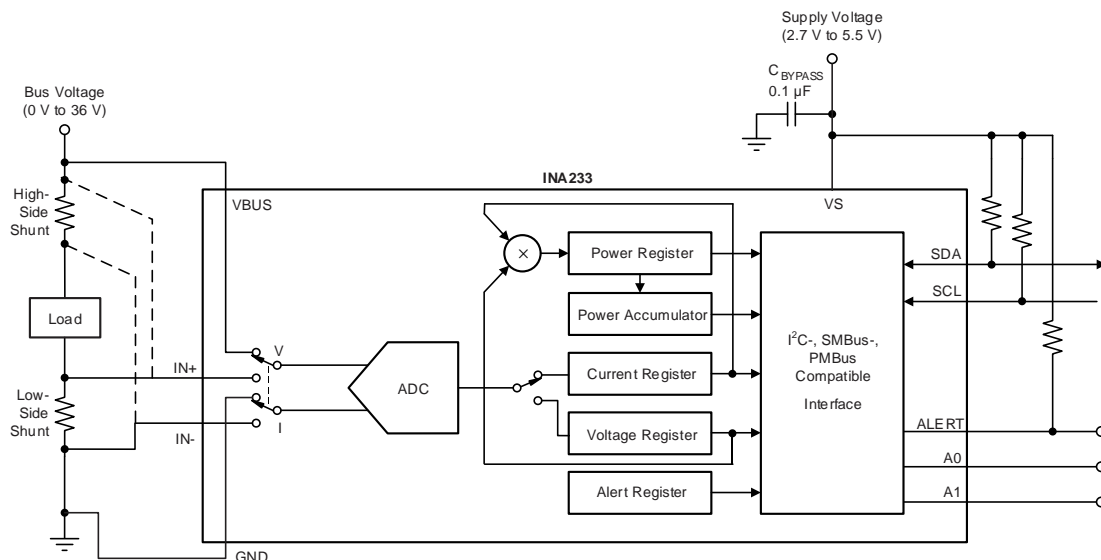 Supply Voltage
(2.7 V to 5.5 V)
CBYPASS
0.1 µF
Bus Voltage
(0 V to 36 V)
High-
Side
Shunt
Load
Low-
Side
Shunt
INA233
VBUS
VS
IN+
IN-
GND
V
I
ADC
×
Power Register
Power Accumulator
Current Register
Voltage Register
Alert Register
I²C-, SMBus-,
PMBus
Compatible
Interface
SDA
SCL
ALERT
A0
A1